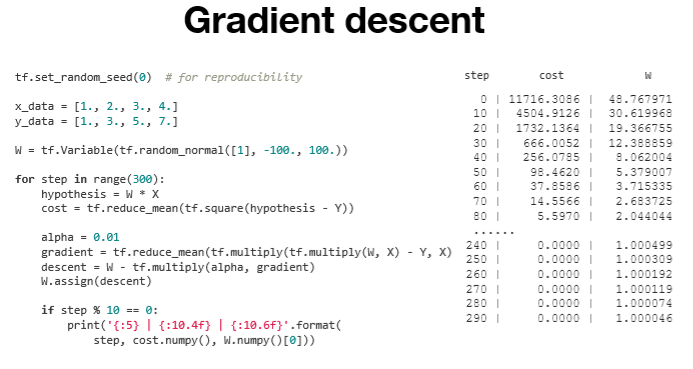 Gradient descent
tf.set_random_seed(0)  # for reproducibility
x_data = [1., 2., 3., 4.]
y_data = [1., 3., 5., 7.]
W = tf.Variable(tf.random_normal([1], -100., 100.))
for step in range(300):
    hypothesis = W * X
    cost = tf.reduce_mean(tf.square(hypothesis - Y))
    alpha = 0.01
    gradient = tf.reduce_mean(tf.multiply(tf.multiply(W, X) - Y, X)
    descent = W - tf.multiply(alpha, gradient)
    W.assign(descent)
    if step % 10 == 0:
        print('{:5} | {:10.4f} | {:10.6f}'.format(
            step, cost.numpy(), W.numpy()[0]))
step cost W
0 | 11716.3086 | 48.767971
10 | 4504.9126 | 30.619968
20 | 1732.1364 | 19.366755
30 | 666.0052 | 12.388859
40 | 256.0785 | 8.062004
50 | 98.4620 | 5.379007
60 | 37.8586 | 3.715335
70 | 14.5566 | 2.683725
80 | 5.5970 | 2.044044
......
240 | 0.0000 | 1.000499
250 | 0.0000 | 1.000309
260 | 0.0000 | 1.000192
270 | 0.0000 | 1.000119
280 | 0.0000 | 1.000074
290 | 0.0000 | 1.000046